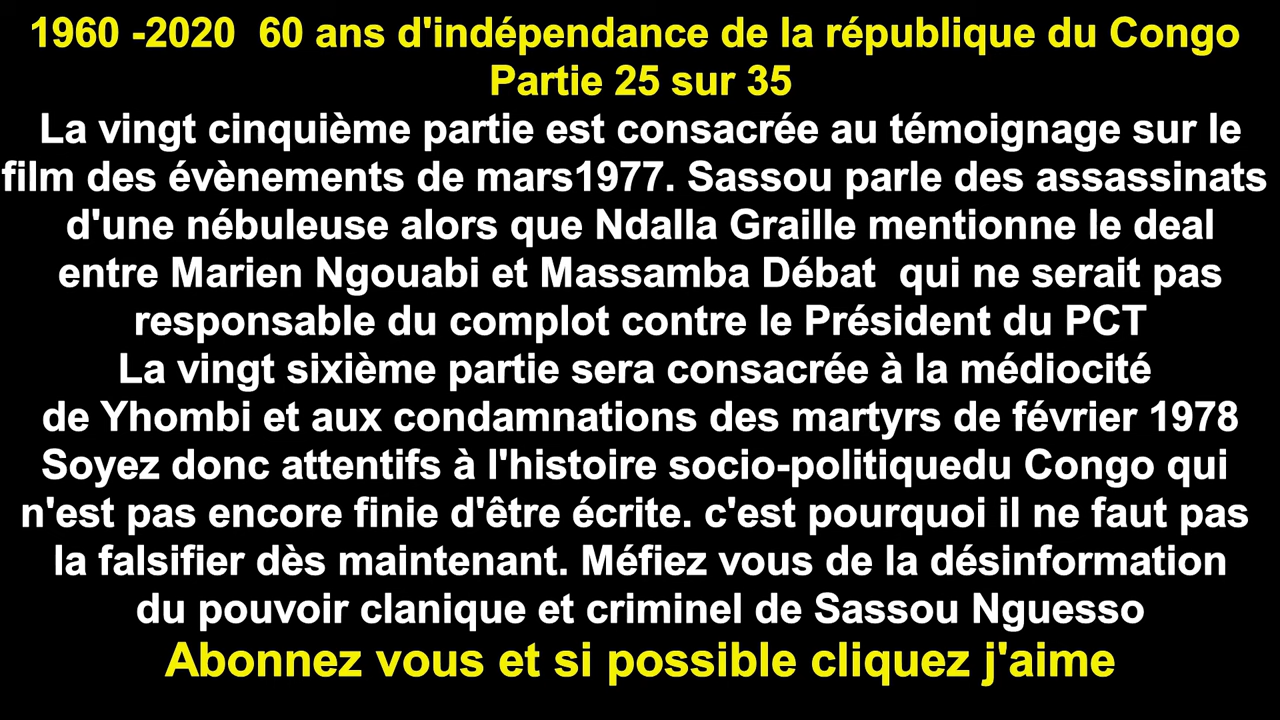 1960 -2020 60 ans d'indépendance de la république du Congo
Partie 25 sur 35
La vingt cinquième partie est consacrée au témoignage sur le
film des évènements de mars1977. Sassou parle des assassinats
d'une nébuleuse alors que Ndalla Graille mentionne le deal
entre Marien Ngouabi et Massamba Débat qui ne serait pas
responsable du complot contre le Président du PCT
La vingt sixième partie sera consacrée à la médiocité
de Yhombi et aux condamnations des martyrs de février 1978
Soyez donc attentifs à l'histoire socio-politiquedu Congo qui
n'est pas encore finie d'être écrite. c'est pourquoi il ne faut pas
la falsifier dès maintenant. Méfiez vous de la désinformation
du pouvoir clanique et criminel de Sassou Nguesso
Abonnez vous et si possible cliquez j'aime